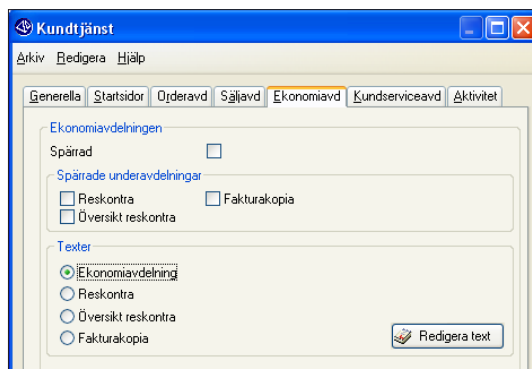 Kundtjänst
Arkiv Redigera Hjälp
Generella Startsidor Orderavd Säljavd Ekonomiavd Kundserviceavd Aktivitet
Ekonomiavdelningen
Spärrad
Spärrade underavdelningar
Reskontra Fakturakopia
Översikt reskontra
Texter
Ekonomiavdelning
Reskontra
Översikt reskontra
Fakturakopia Redigera text